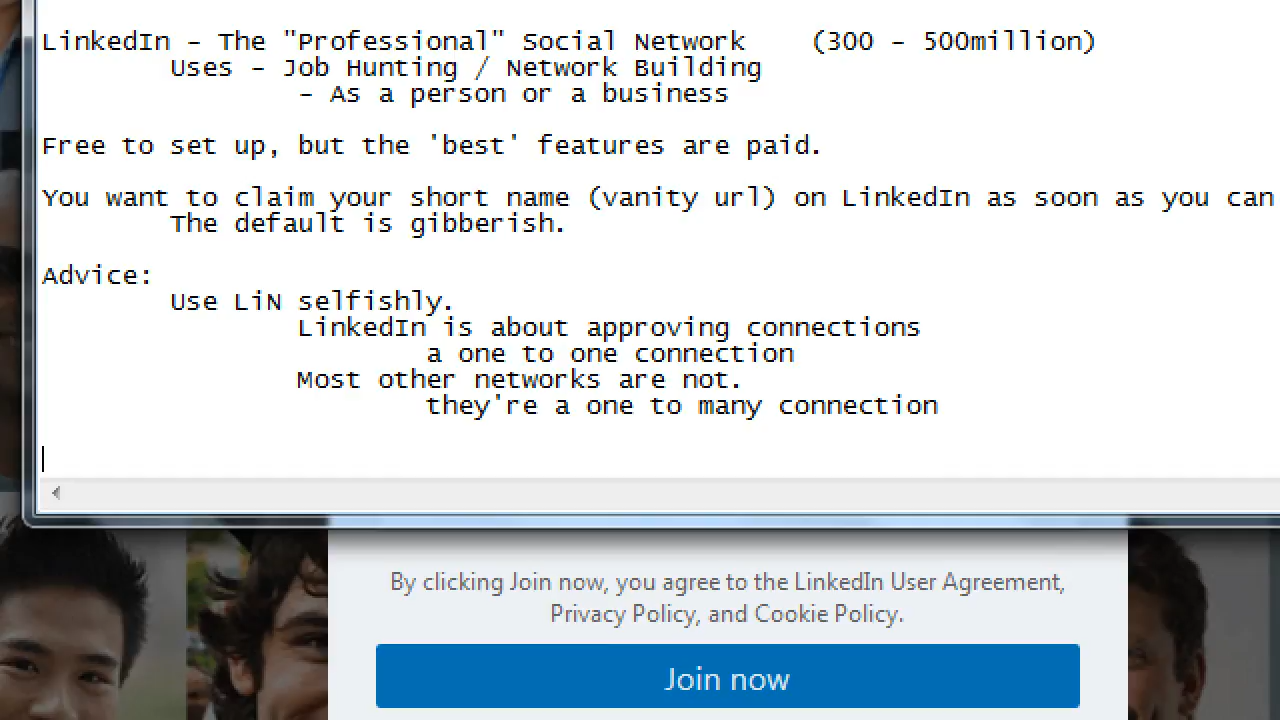 LinkedIn - The "Professional" Social Network (300 - 500million)
Uses - Job Hunting / Network Building
- As a person or a business
Free to set up, but the 'best' features are paid.
You want to claim your short name (vanity url) on LinkedIn as soon as you can
The default is gibberish.
Advice:
Use LiN selfishly.
LinkedIn is about approving connections
a one to one connection
Most other networks are not.
they're a one to many connection
By clicking Join now, you agree to the LinkedIn User Agreement,
Privacy Policy, and Cookie Policy.
Join now